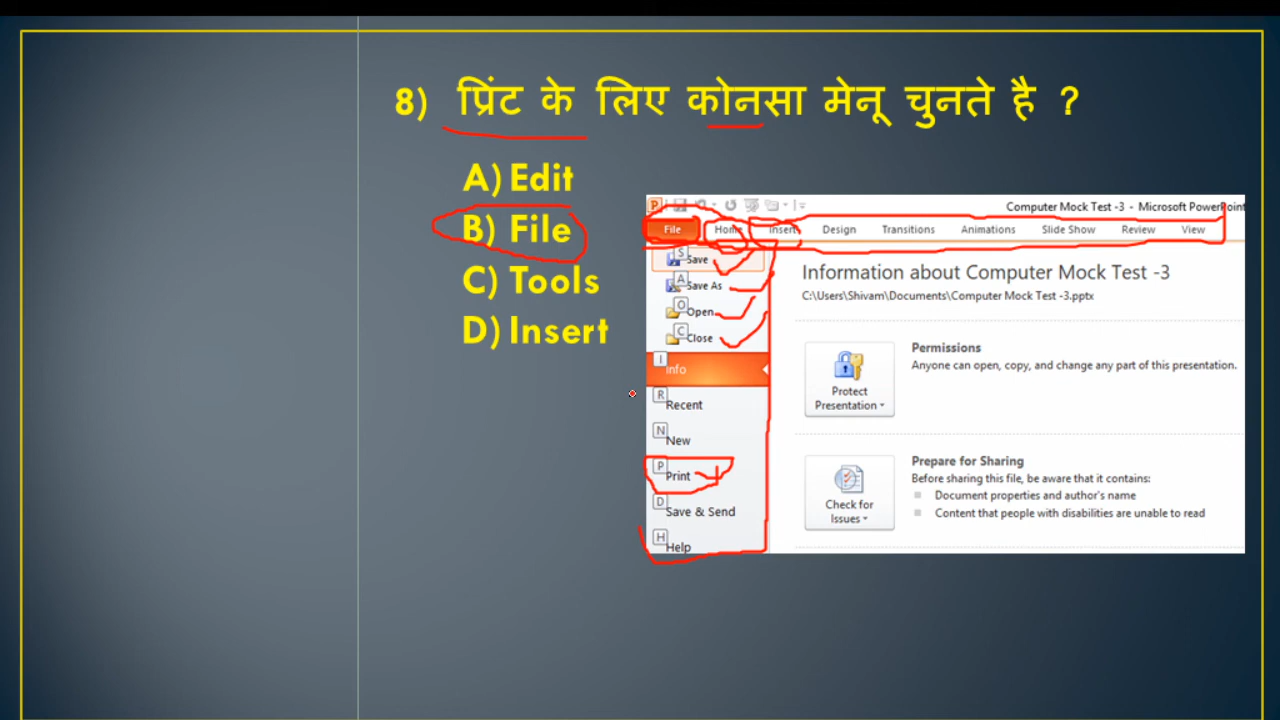 8) प्रिंट के लिए कोनसा मेनू चुनते है ?
A) Edit
B) File
C) Tools
D) Insert
Computer Mock Test -3 - Microsoft PowerPoint
File Home Insert Design Transitions Animations Slide Show Review View
S Save
A Save As
O Open
C Close
I Info
R Recent
N New
P Print
D Save & Send
H Help
Information about Computer Mock Test -3
C:\Users\Shivam\Documents\Computer Mock Test -3.pptx
Protect
Presentation
Permissions
Anyone can open, copy, and change any part of this presentation.
Check for
Issues
Prepare for Sharing
Before sharing this file, be aware that it contains:
Document properties and author's name
Content that people with disabilities are unable to read